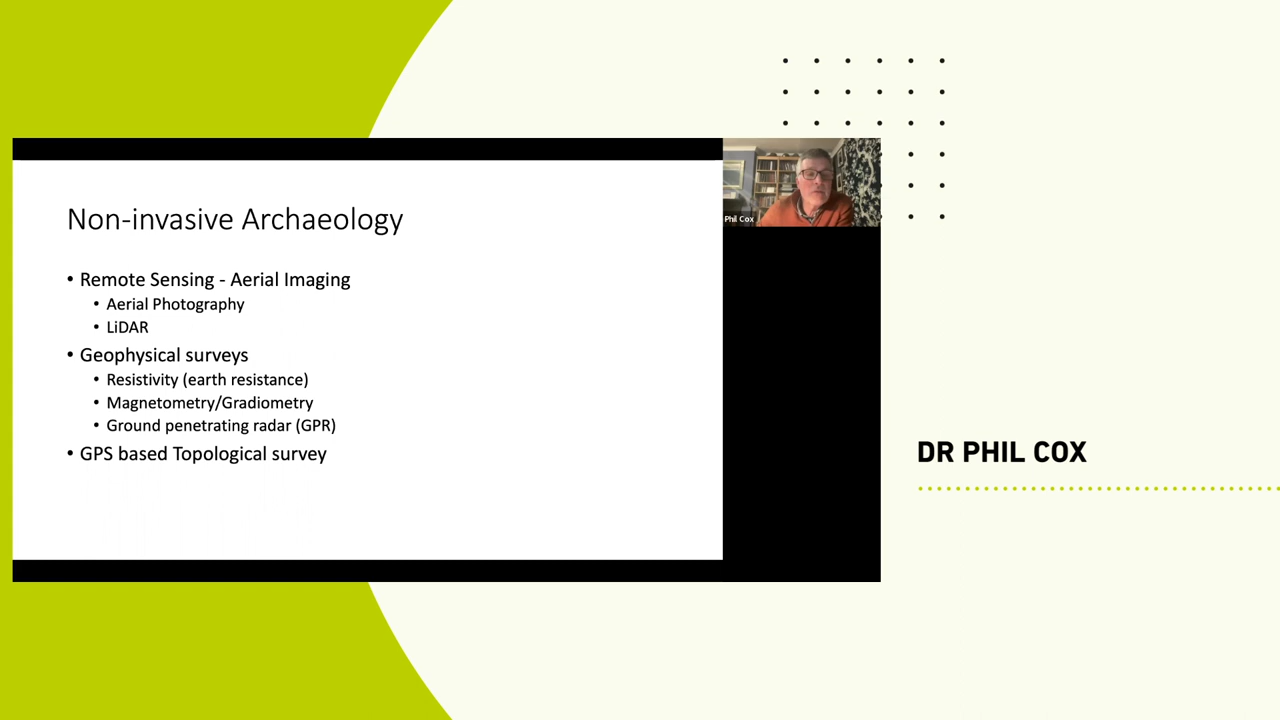 Non-invasive Archaeology
• Remote Sensing - Aerial Imaging
• Aerial Photography
• LiDAR
• Geophysical surveys
• Resistivity (earth resistance)
• Magnetometry/Gradiometry
• Ground penetrating radar (GPR)
• GPS based Topological survey
Phil Cox
DR PHIL COX